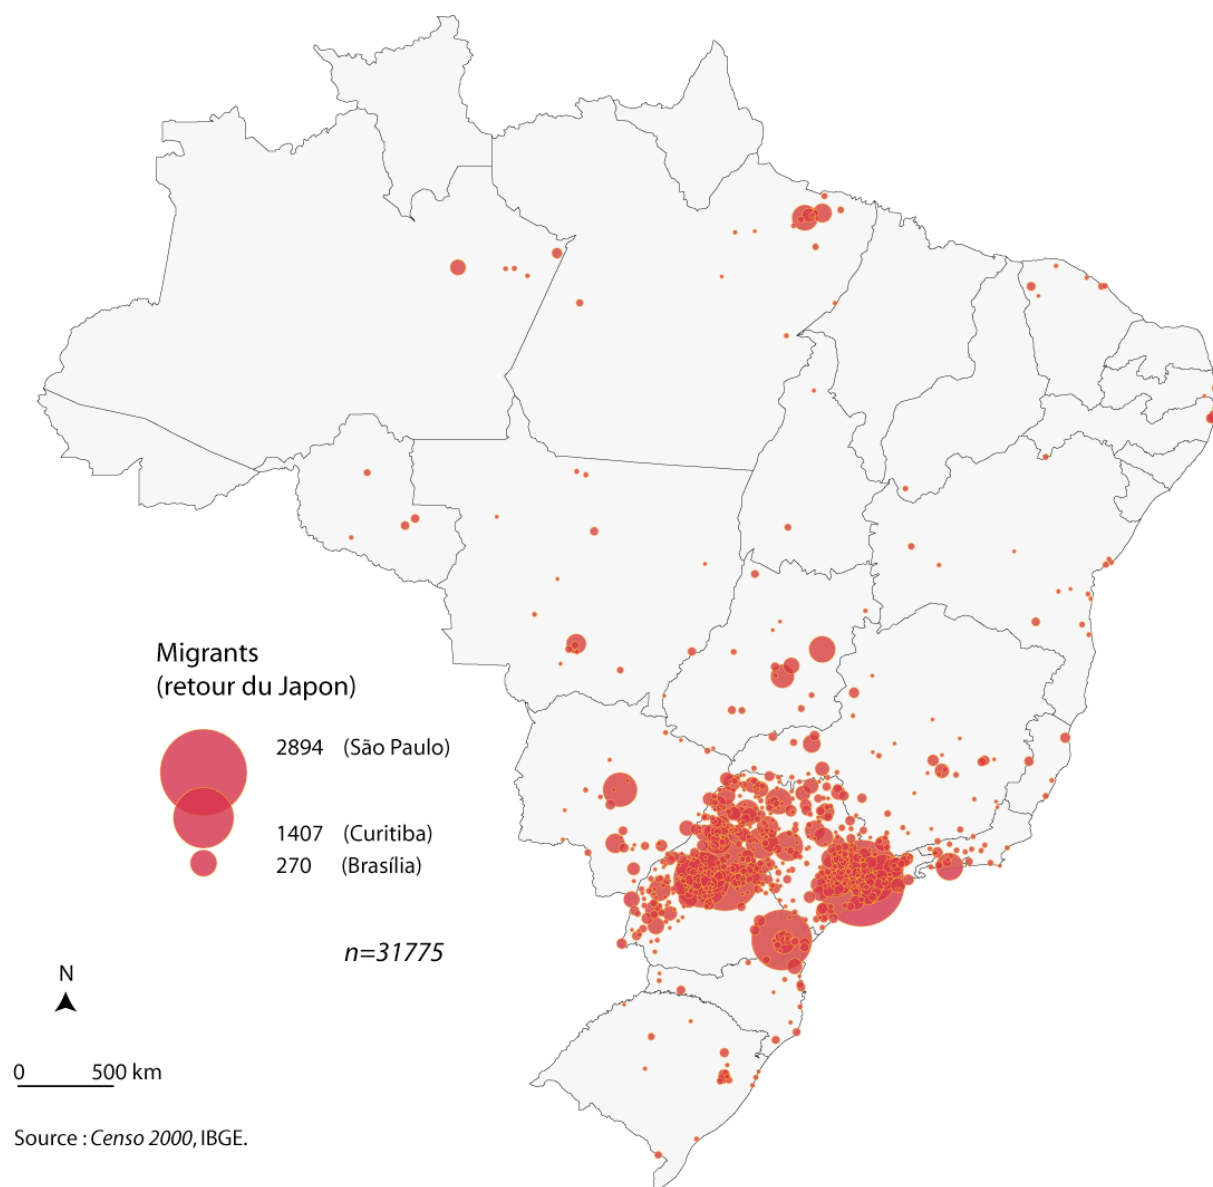 Migrants
(retour du Japon)
2894 (São Paulo)
1407 (Curitiba)
270 (Brasília)
n=31775
N
0 500 km
Source : Censo 2000, IBGE.